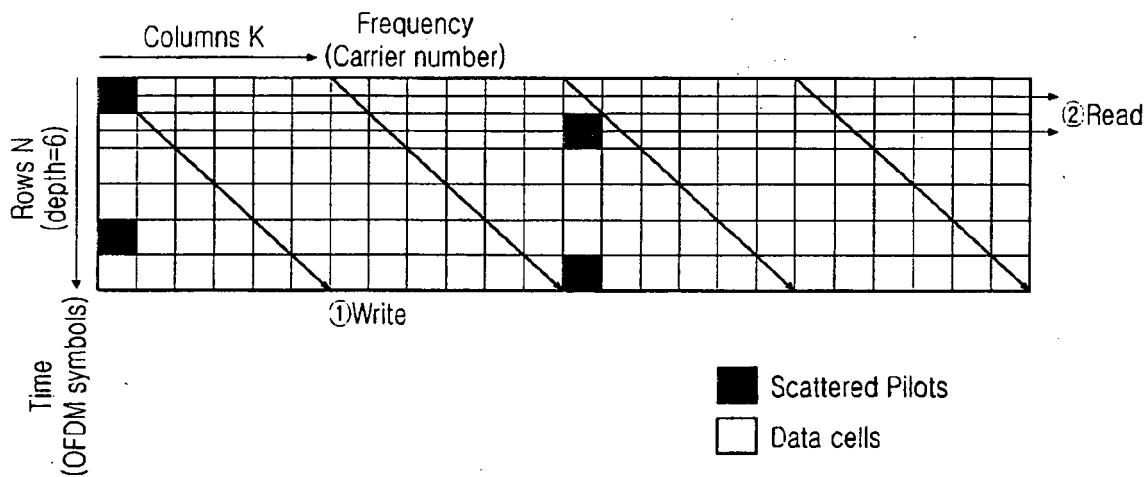 Columns K
Frequency
(Carrier number)
②Read
Rows N
(depth=6)
①Write
Time
(OFDM symbols)
Scattered Pilots
Data cells